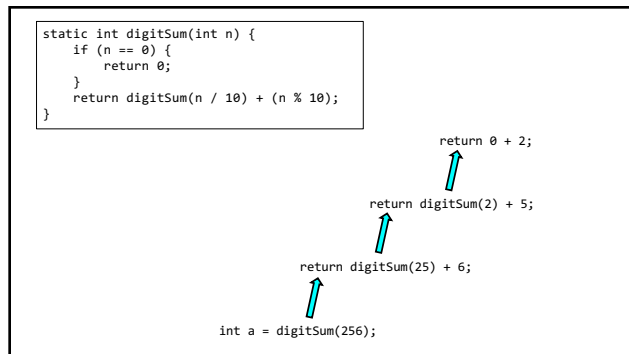 static int digitSum(int n) {
    if (n == 0) {
        return 0;
    }
    return digitSum(n / 10) + (n % 10);
}
return 0 + 2;
return digitSum(2) + 5;
return digitSum(25) + 6;
int a = digitSum(256);